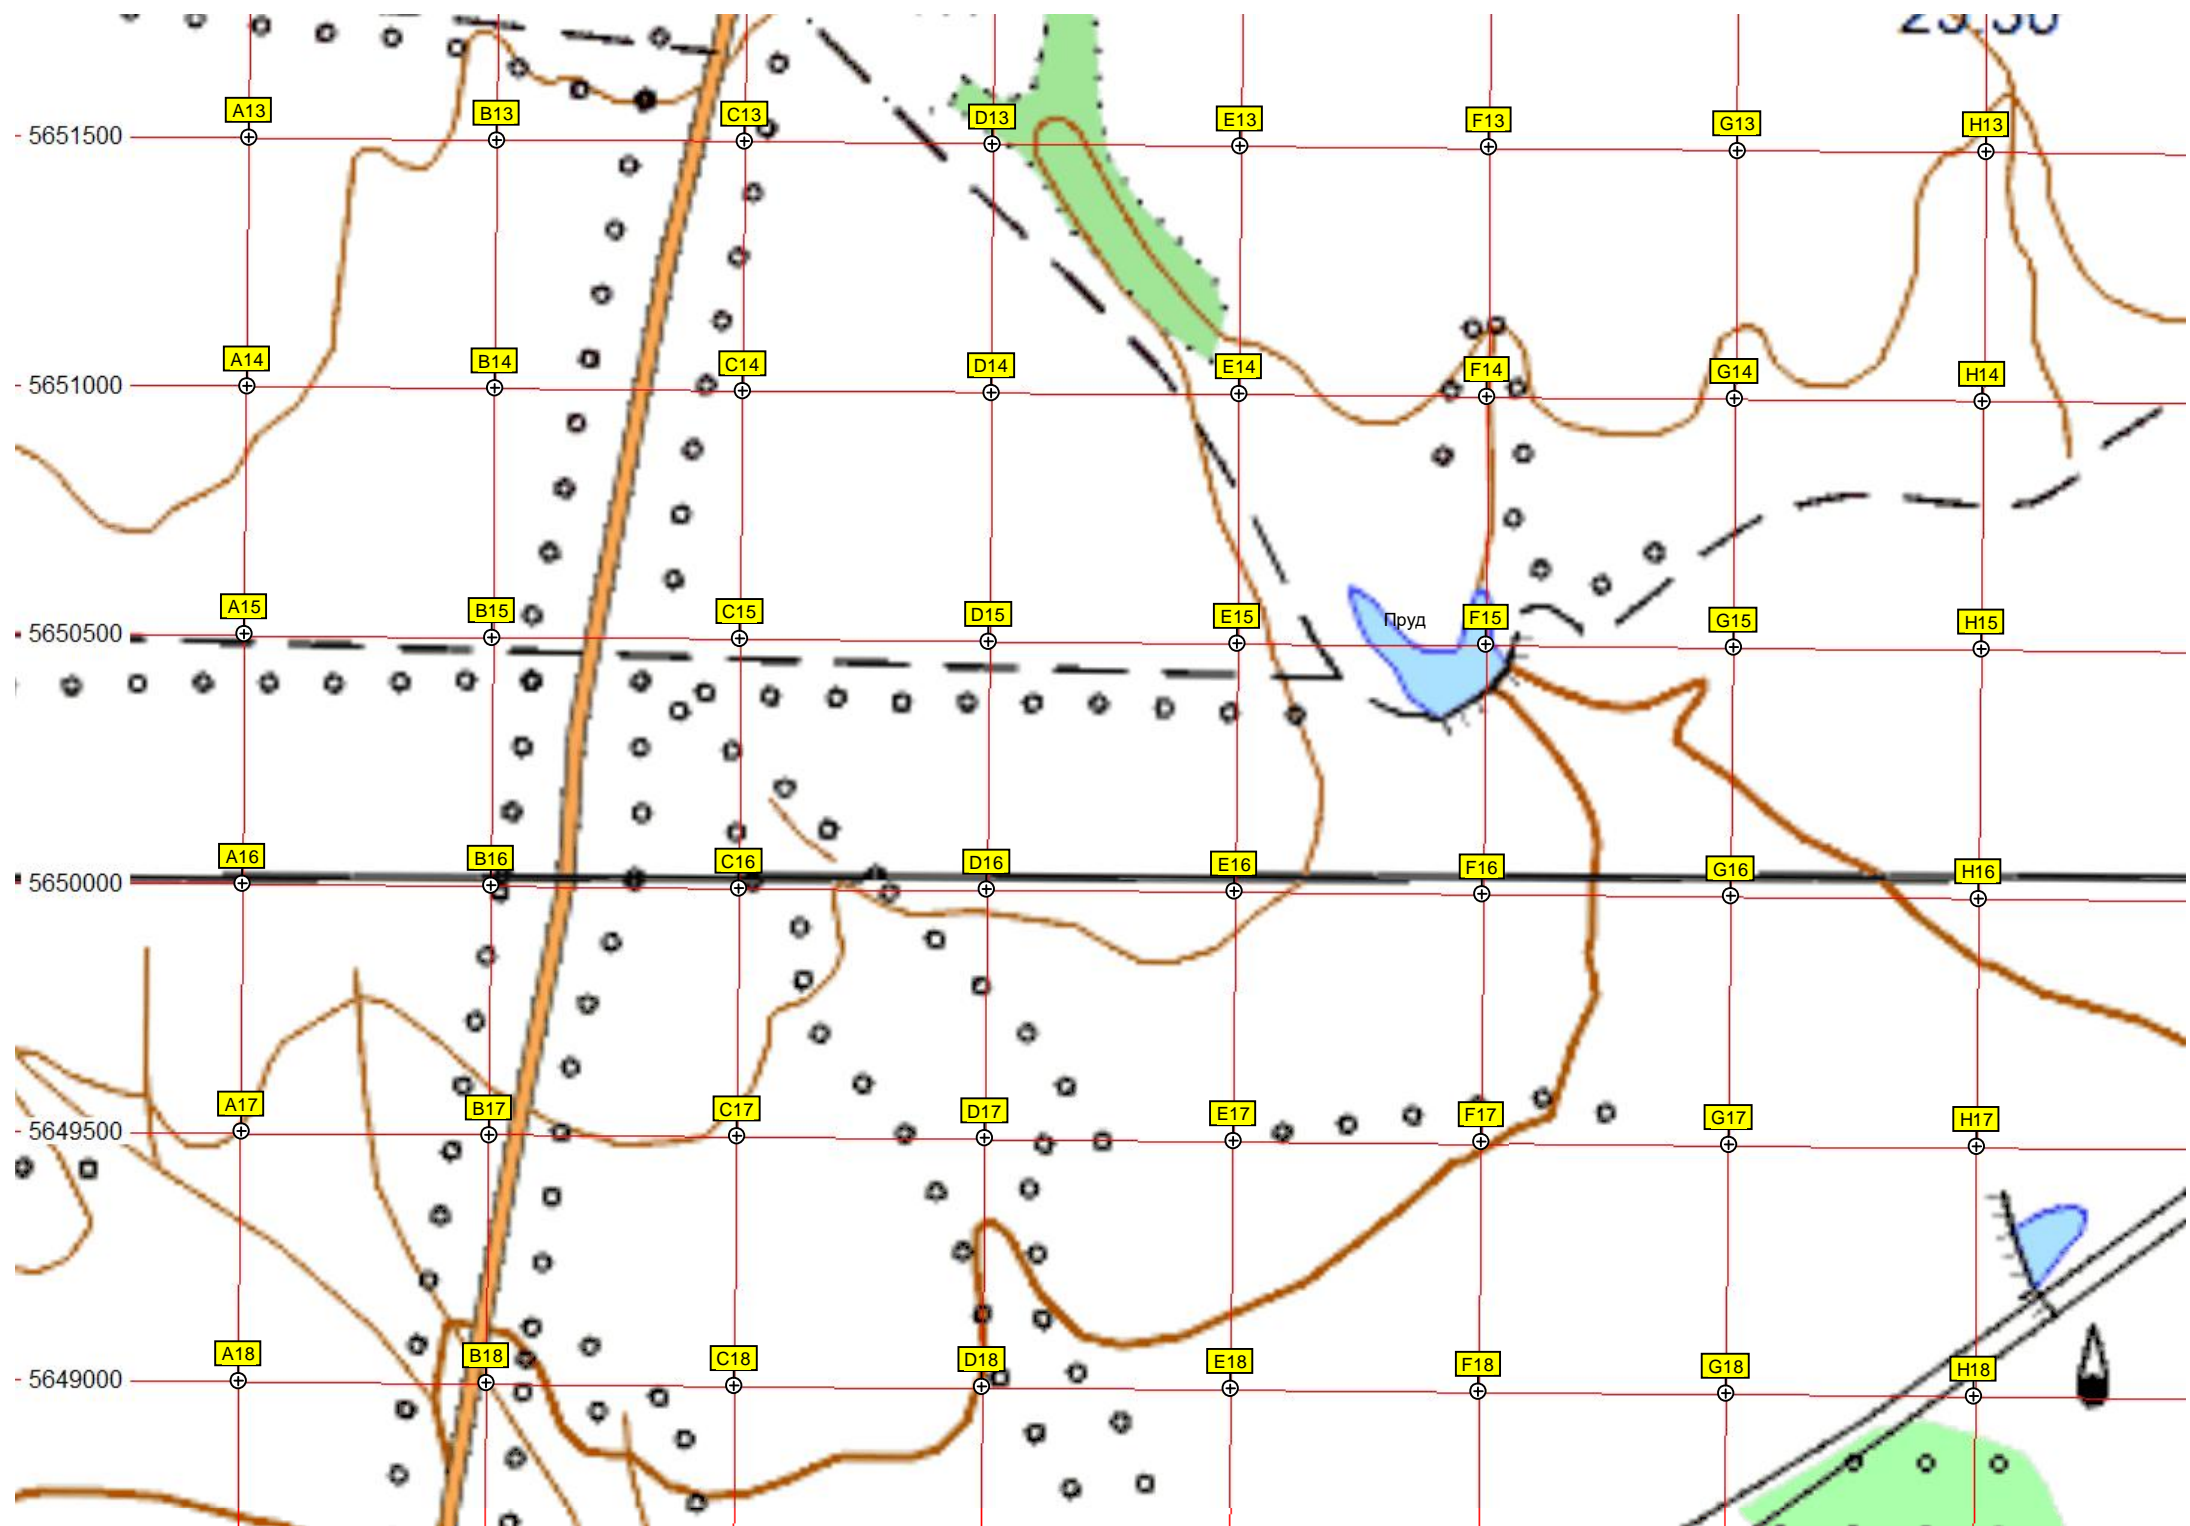 A13 B13 C13 D13 E13 F13 G13 H13
5651500
A14 B14 C14 D14 E14 F14 G14 H14
5651000
A15 B15 C15 D15 E15 F15 G15 H15
Пруд
5650500
A16 B16 C16 D16 E16 F16 G16 H16
5650000
A17 B17 C17 D17 E17 F17 G17 H17
5649500
A18 B18 C18 D18 E18 F18 G18 H18
5649000